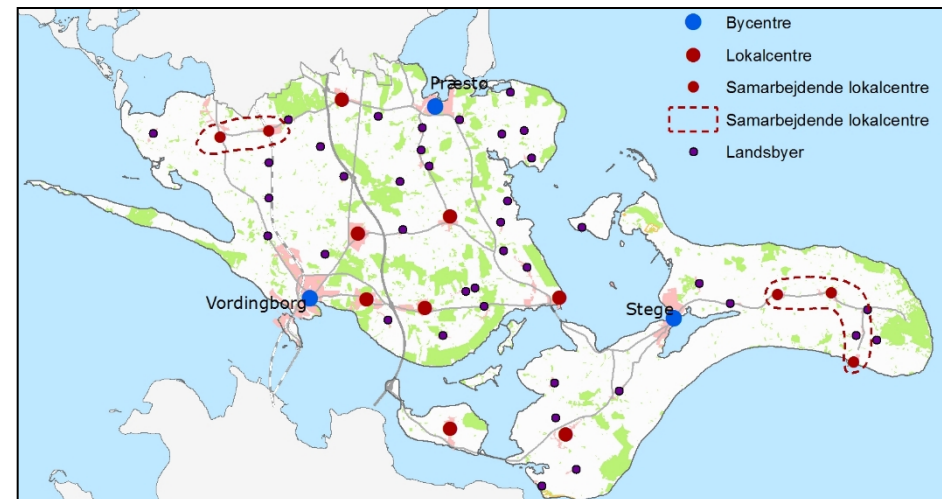 Bycentre
Lokalcentre
Samarbejdende lokalcentre
Samarbejdende lokalcentre
Landsbyer
Præstø
Vordingborg
Stege